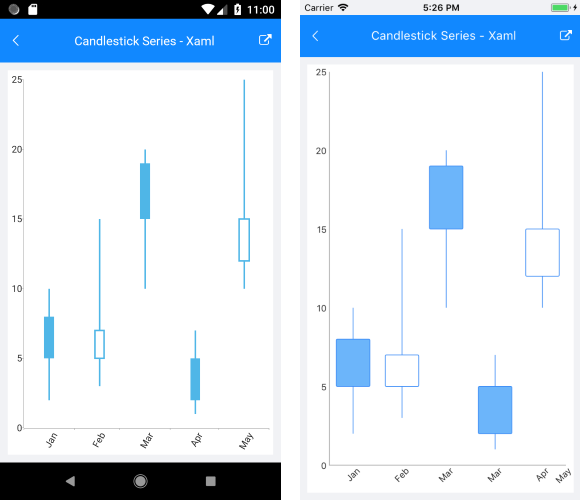 11:00
Candlestick Series - Xaml
25
20
15
10
5
0
Jan
Feb
Mar
Apr
May
Carrier
5:26 PM
Candlestick Series - Xaml
25
20
15
10
5
0
Jan
Feb
Mar
Mar
Apr
May